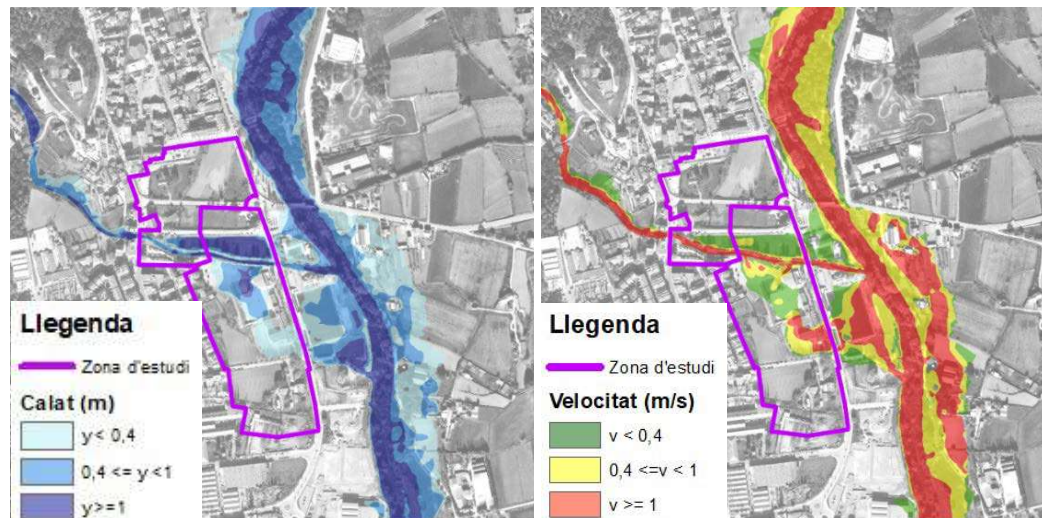 Llegenda
Zona d'estudi
Calat (m)
y< 0,4
0,4 <= y <1
y>=1
Llegenda
Zona d'estudi
Velocitat (m/s)
v < 0,4
0,4 <=v < 1
v >= 1